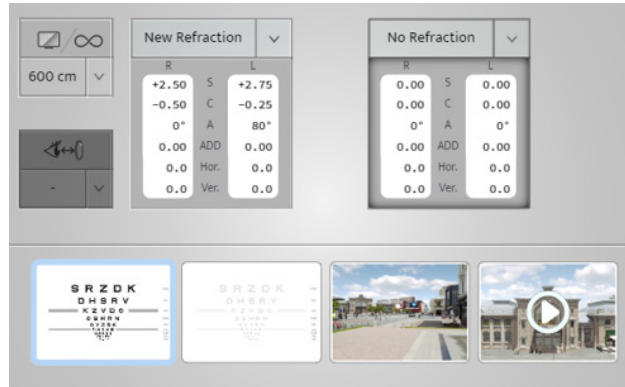 New Refraction
No Refraction
600 cm
R L
+2.50 S +2.75
-0.50 C -0.25
0° A 80°
0.00 ADD 0.00
0.0 Hor. 0.0
0.0 Ver. 0.0
R L
0.00 S 0.00
0.00 C 0.00
0° A 0°
0.00 ADD 0.00
0.0 Hor. 0.0
0.0 Ver. 0.0
-
S R Z D K
D H S R V
K Z V D C
S R Z D K
D H S R V